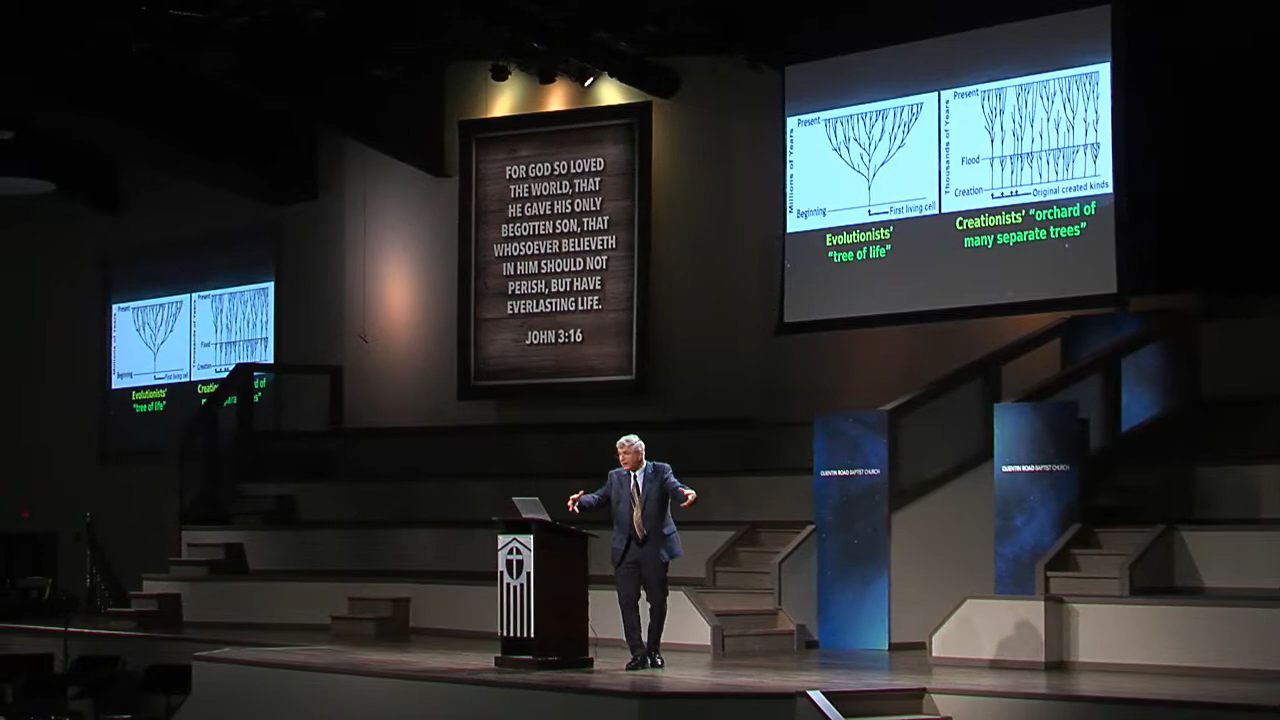 FOR GOD SO LOVED
THE WORLD, THAT
HE GAVE HIS ONLY
BEGOTTEN SON, THAT
WHOSOEVER BELIEVETH
IN HIM SHOULD NOT
PERISH, BUT HAVE
EVERLASTING LIFE.
JOHN 3:16
Millions of Years
Present
Beginning
First living cell
Evolutionists'
"tree of life"
Thousands of Years
Present
Flood
Creation
Original created kinds
Creationists' "orchard of
many separate trees"
Present
Beginning
First living cell
Evolutionists'
"tree of life"
Present
Flood
QUENTIN ROAD BAPTIST CHURCH
QUENTIN ROAD BAPTIST CHURCH